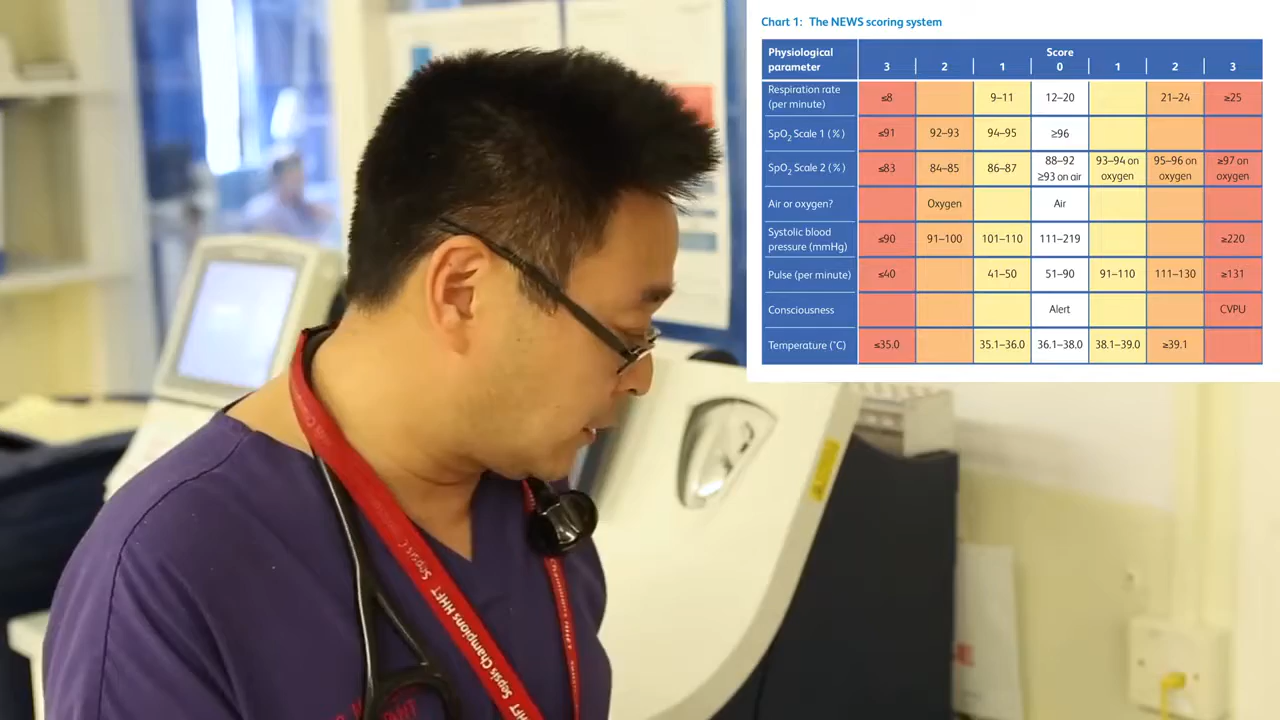 Chart 1: The NEWS scoring system
Physiological parameter Score
3 2 1 0 1 2 3
Respiration rate (per minute) ≤8 9–11 12–20 21–24 ≥25
SpO₂ Scale 1 (%) ≤91 92–93 94–95 ≥96
SpO₂ Scale 2 (%) ≤83 84–85 86–87 88–92 ≥93 on air 93–94 on oxygen 95–96 on oxygen ≥97 on oxygen
Air or oxygen? Oxygen Air
Systolic blood pressure (mmHg) ≤90 91–100 101–110 111–219 ≥220
Pulse (per minute) ≤40 41–50 51–90 91–110 111–130 ≥131
Consciousness Alert CVPU
Temperature (°C) ≤35.0 35.1–36.0 36.1–38.0 38.1–39.0 ≥39.1
Sepsis C
Sepsis Champions HHFT